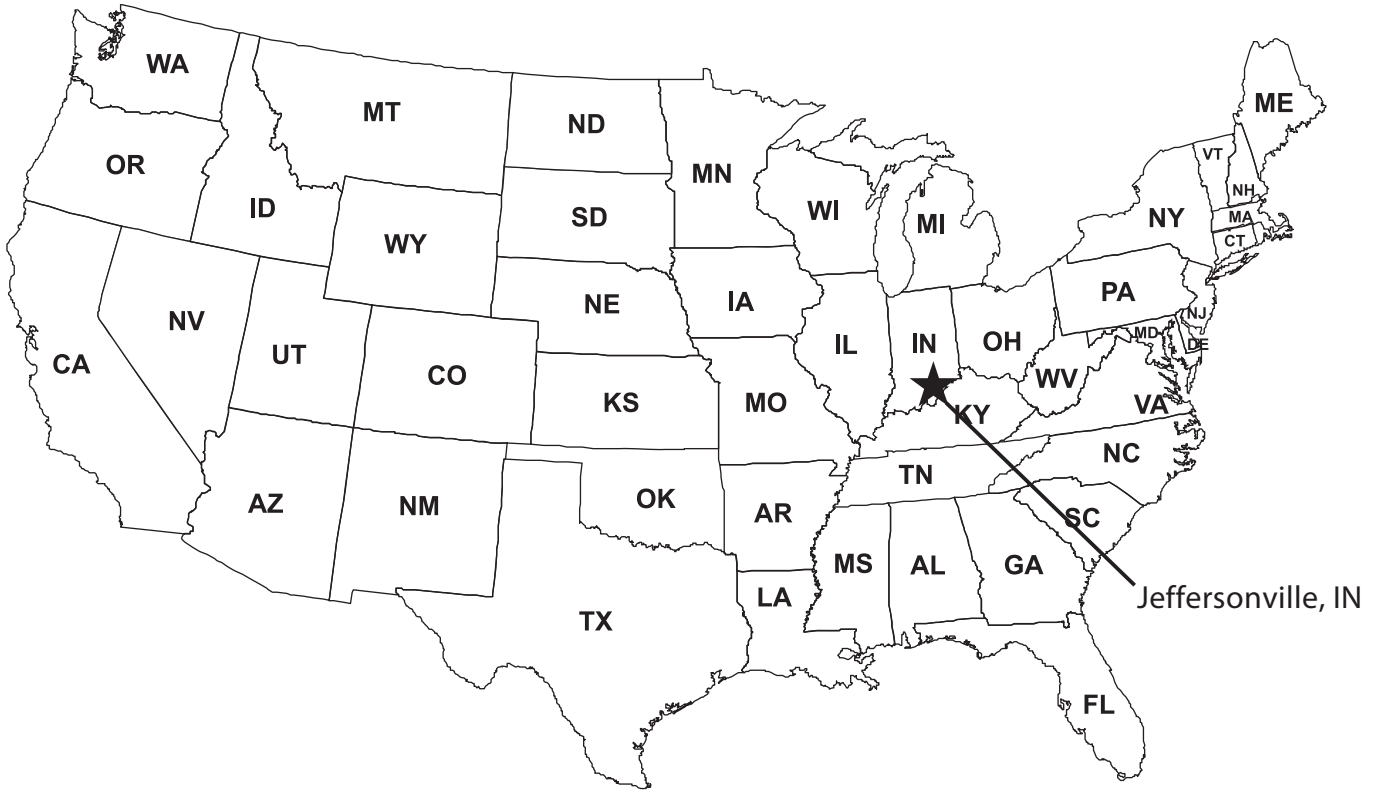 WA
MT
ND
MN
ME
OR
ID
WY
SD
WI
MI
NY
VT
NH
MA
CT
NV
UT
CO
NE
IA
IL
IN
OH
PA
NJ
MD
DE
CA
KS
MO
KY
WV
VA
AZ
NM
OK
AR
TN
NC
SC
TX
LA
MS
AL
GA
FL
Jeffersonville, IN